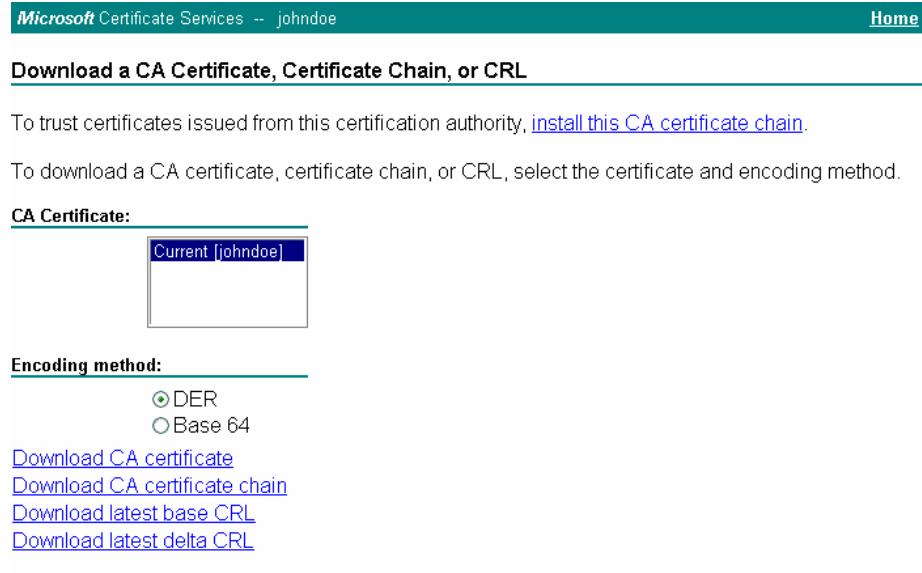 Microsoft Certificate Services -- johndoe Home
Download a CA Certificate, Certificate Chain, or CRL
To trust certificates issued from this certification authority, install this CA certificate chain.
To download a CA certificate, certificate chain, or CRL, select the certificate and encoding method.
CA Certificate:
Current [johndoe]
Encoding method:
DER
Base 64
Download CA certificate
Download CA certificate chain
Download latest base CRL
Download latest delta CRL